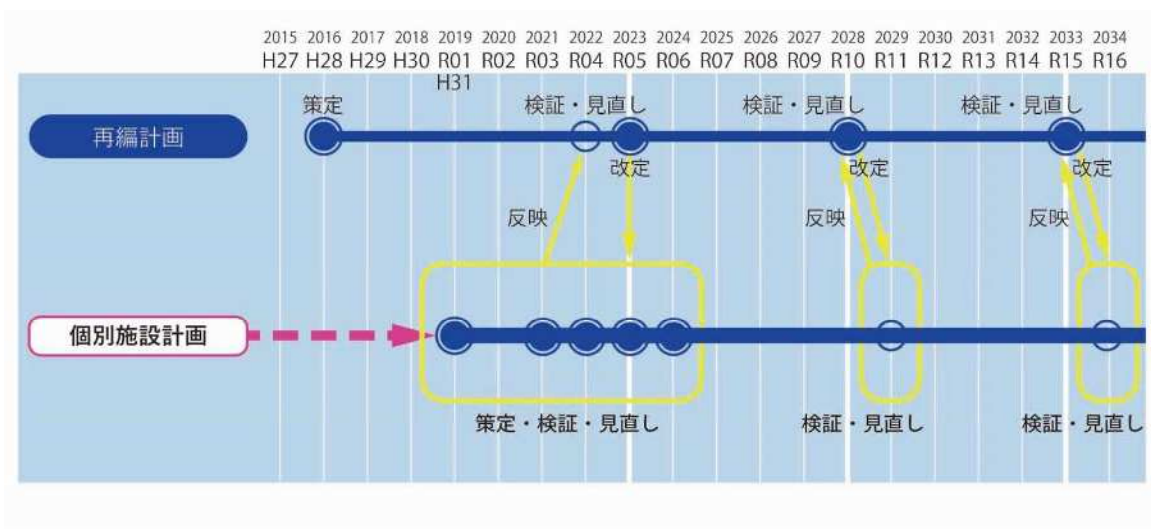 2015 2016 2017 2018 2019 2020 2021 2022 2023 2024 2025 2026 2027 2028 2029 2030 2031 2032 2033 2034
H27 H28 H29 H30 R01 R02 R03 R04 R05 R06 R07 R08 R09 R10 R11 R12 R13 R14 R15 R16
H31
策定 検証・見直し 検証・見直し 検証・見直し
再編計画
改定 改定 改定
反映 反映 反映
個別施設計画
策定・検証・見直し 検証・見直し 検証・見直し